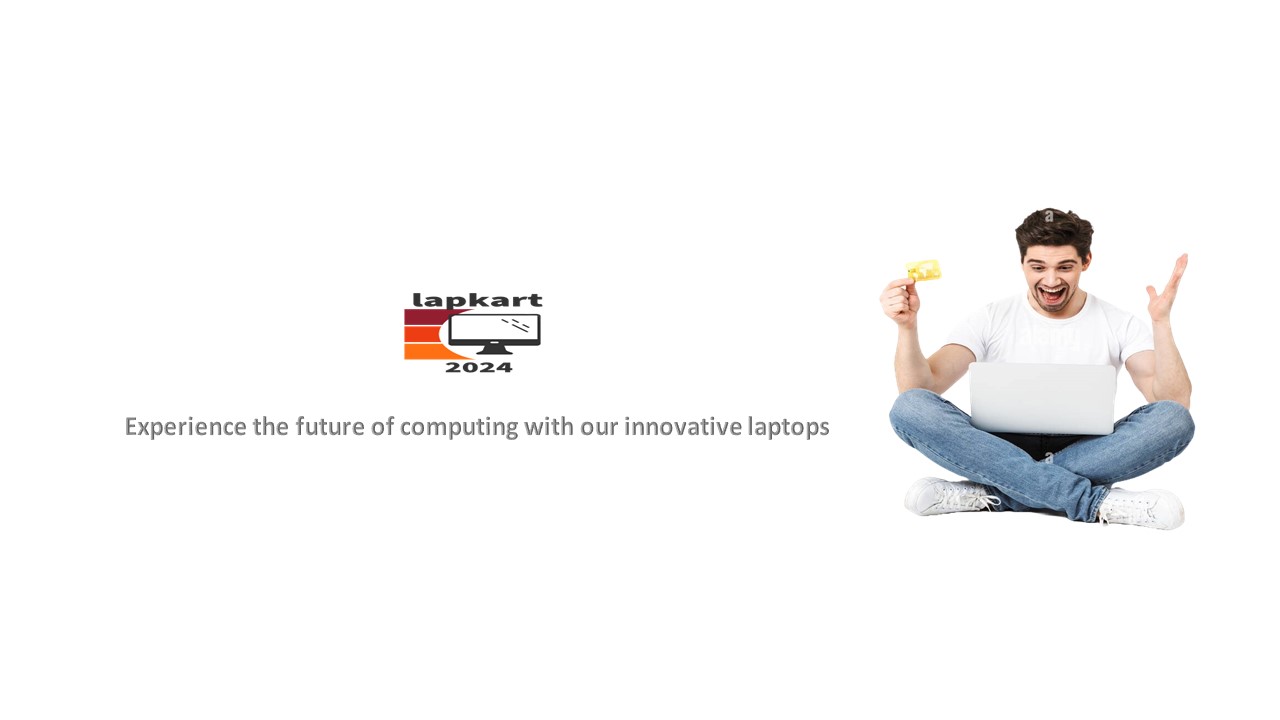 lapkart
2024
Experience the future of computing with our innovative laptops
a
a